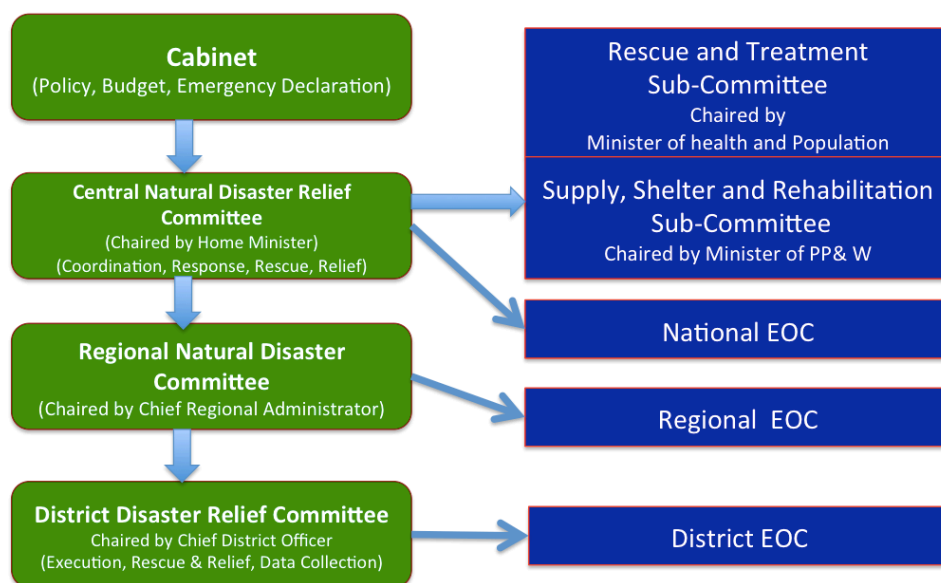 Cabinet
(Policy, Budget, Emergency Declaration)
Central Natural Disaster Relief
Committee
(Chaired by Home Minister)
(Coordination, Response, Rescue, Relief)
Regional Natural Disaster
Committee
(Chaired by Chief Regional Administrator)
District Disaster Relief Committee
Chaired by Chief District Officer
(Execution, Rescue & Relief, Data Collection)
Rescue and Treatment
Sub-Committee
Chaired by
Minister of health and Population
Supply, Shelter and Rehabilitation
Sub-Committee
Chaired by Minister of PP& W
National EOC
Regional EOC
District EOC